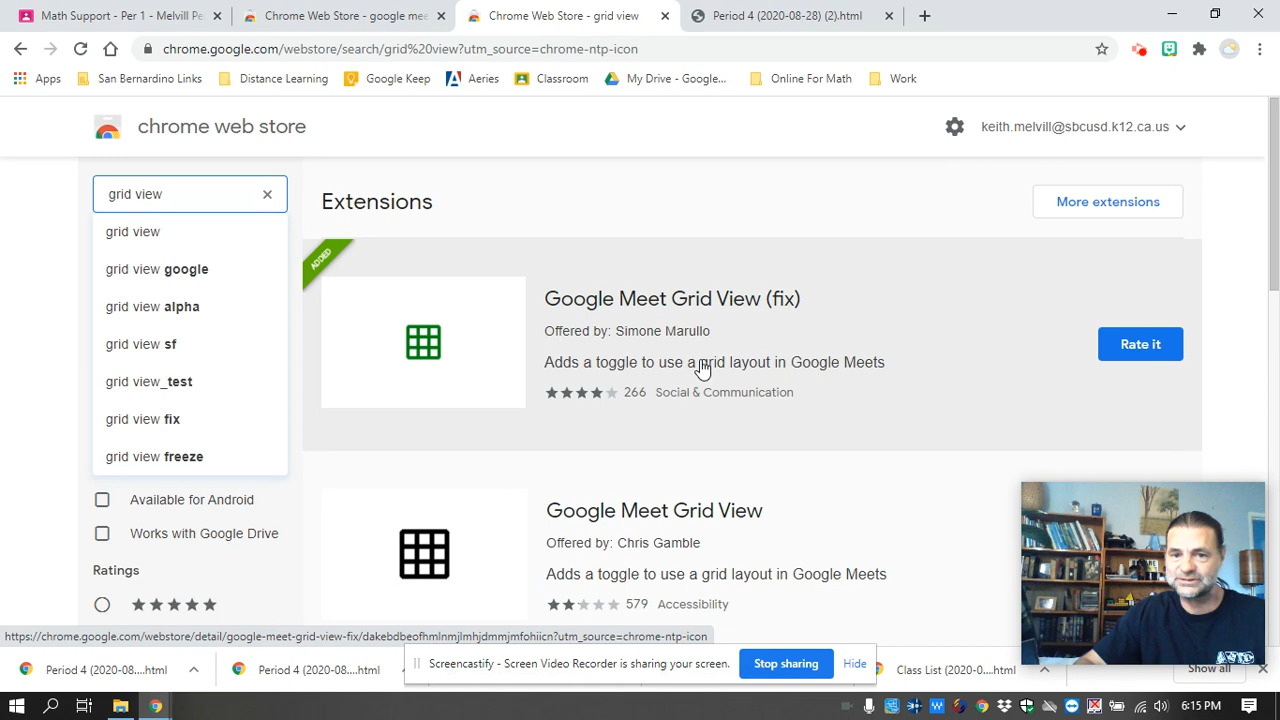 Math Support - Per 1 - Melvill Pe
Chrome Web Store - google mee
Chrome Web Store - grid view
Period 4 (2020-08-28) (2).html
chrome.google.com/webstore/search/grid%20view?utm_source=chrome-ntp-icon
Apps
San Bernardino Links
Distance Learning
Google Keep
Aeries
Classroom
My Drive - Google...
Online For Math
Work
chrome web store
keith.melvill@sbcusd.k12.ca.us
grid view
grid view
grid view google
grid view alpha
grid view sf
grid view_test
grid view fix
grid view freeze
Available for Android
Works with Google Drive
Ratings
Extensions
More extensions
ADDED
Google Meet Grid View (fix)
Offered by: Simone Marullo
Adds a toggle to use a grid layout in Google Meets
266 Social & Communication
Rate it
Google Meet Grid View
Offered by: Chris Gamble
Adds a toggle to use a grid layout in Google Meets
579 Accessibility
https://chrome.google.com/webstore/detail/google-meet-grid-view-fix/dakebdbeofhmlnmjlmhjdmmjmfohiicn?utm_source=chrome-ntp-icon
Period 4 (2020-08....html
Period 4 (2020-08....html
Screencastify - Screen Video Recorder is sharing your screen.
Stop sharing
Hide
Class List (2020-0....html
Show all
6:15 PM